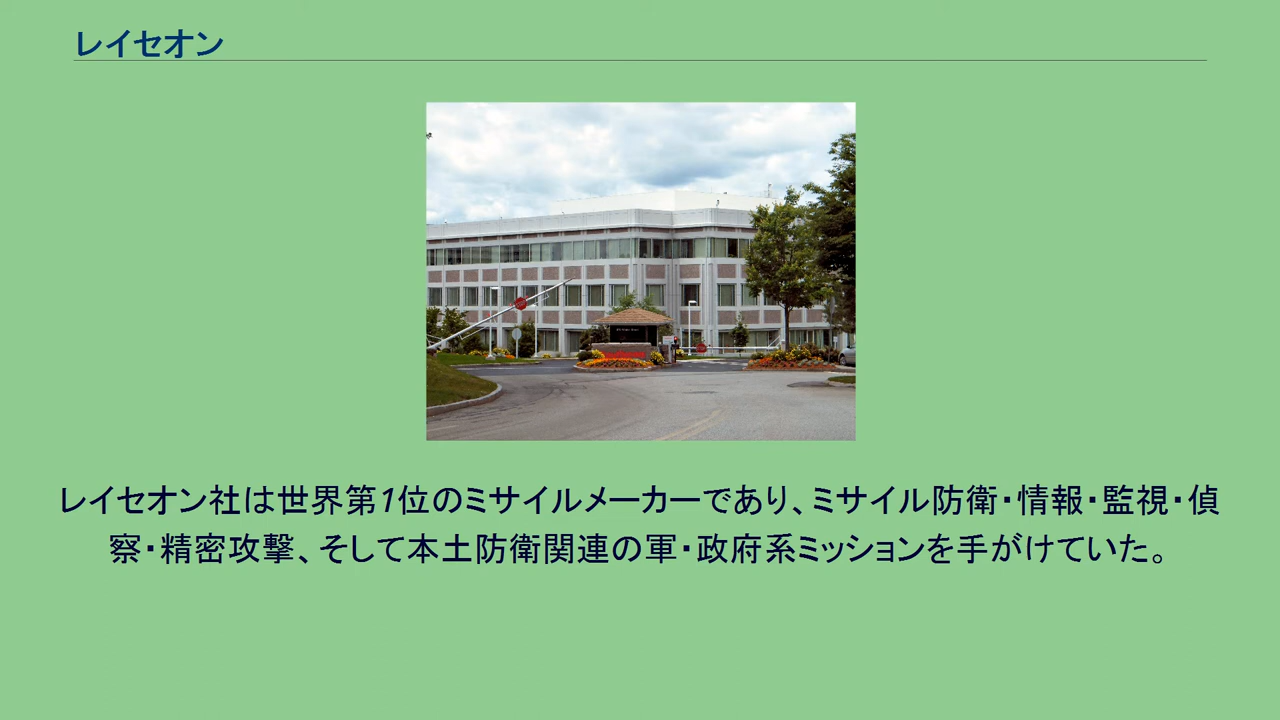 レイセオン
レイセオン社は世界第1位のミサイルメーカーであり、ミサイル防衛・情報・監視・偵
察・精密攻撃、そして本土防衛関連の軍・政府系ミッションを手がけていた。